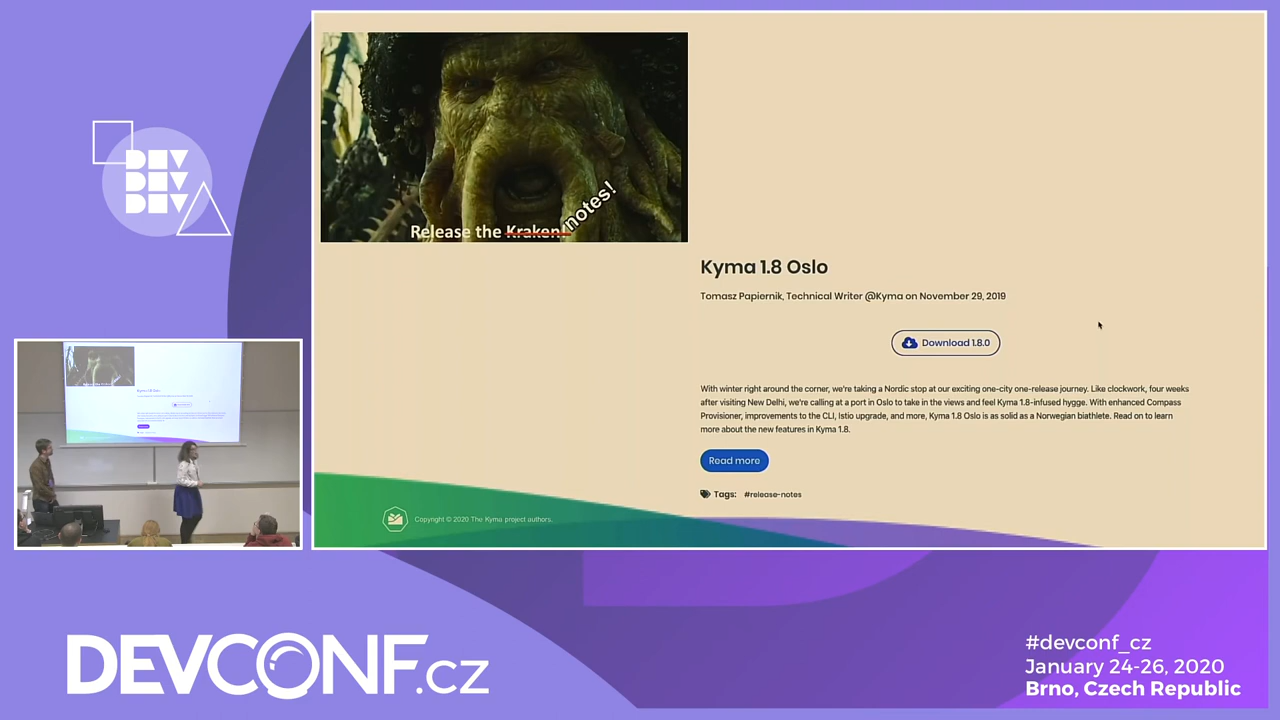 DEV
DEV
DEV
Release the Kraken! notes!
Kyma 1.8 Oslo
Tomasz Papiernik, Technical Writer @Kyma on November 29, 2019
Download 1.8.0
With winter right around the corner, we're taking a Nordic stop at our exciting one-city one-release journey. Like clockwork, four weeks
after visiting New Delhi, we're calling at a port in Oslo to take in the views and feel Kyma 1.8-infused hygge. With enhanced Compass
Provisioner, improvements to the CLI, Istio upgrade, and more, Kyma 1.8 Oslo is as solid as a Norwegian biathlete. Read on to learn
more about the new features in Kyma 1.8.
Read more
Tags: #release-notes
Copyright © 2020 The Kyma project authors.
DEVCONF.cz
#devconf_cz
January 24-26, 2020
Brno, Czech Republic